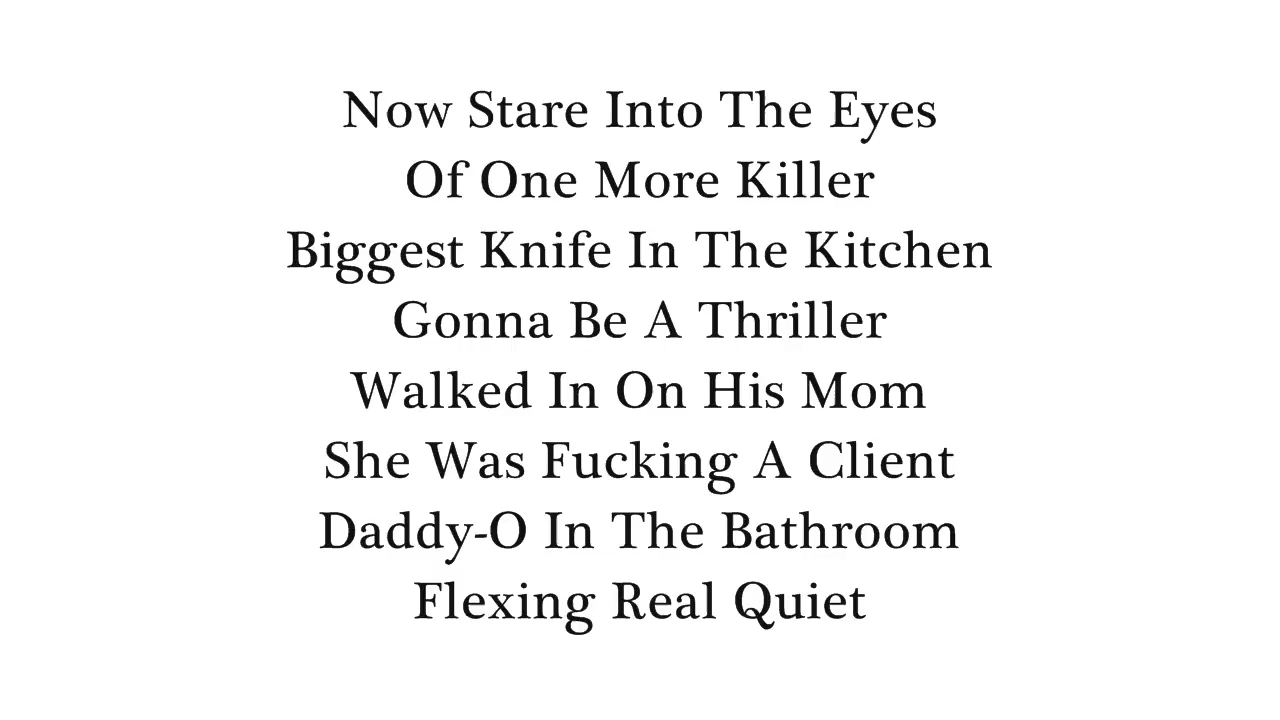 Now Stare Into The Eyes
Of One More Killer
Biggest Knife In The Kitchen
Gonna Be A Thriller
Walked In On His Mom
She Was Fucking A Client
Daddy-O In The Bathroom
Flexing Real Quiet